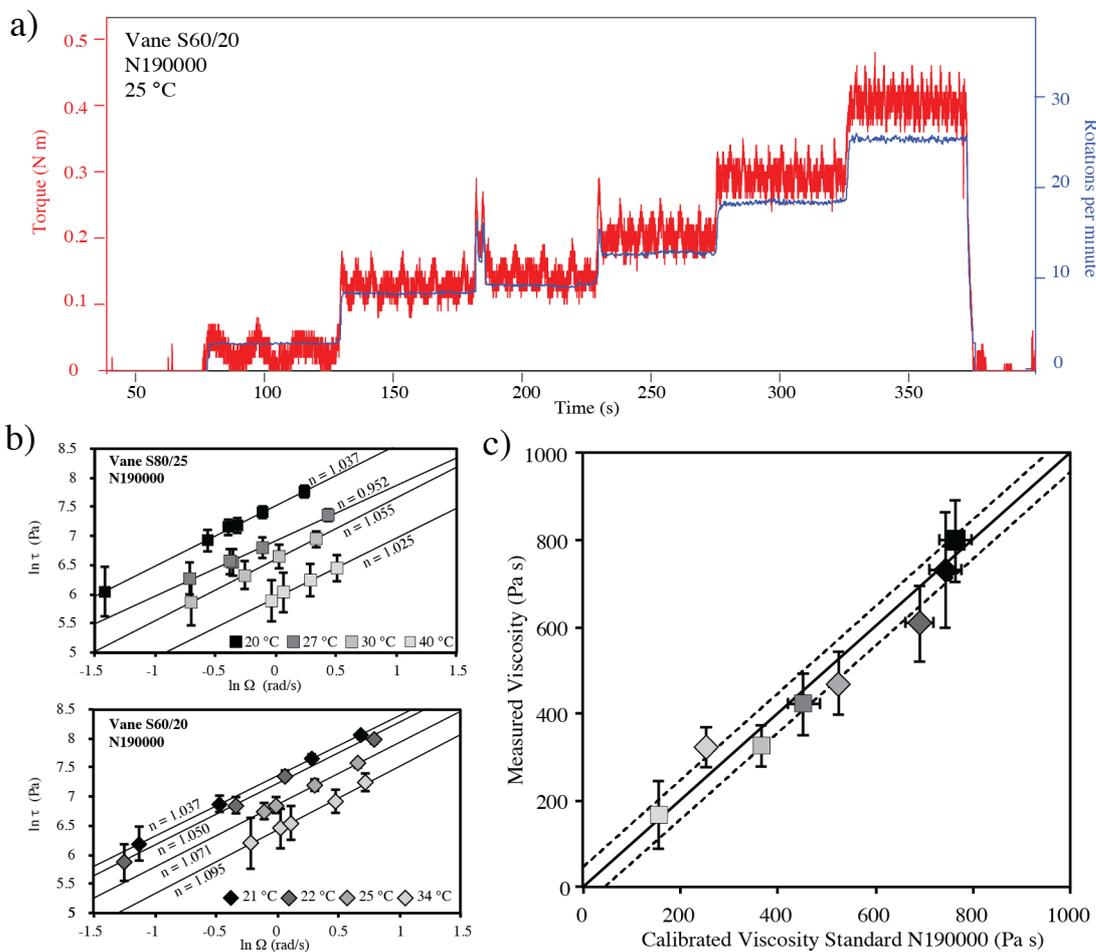 a)
Vane S60/20
N190000
25 °C
Torque (N m)
0.5
0.4
0.3
0.2
0.1
0
Rotations per munute
30
20
10
0
50 100 150 200 250 300 350
Time (s)
b)
Vane S80/25
N190000
ln τ (Pa)
8.5
8
7.5
7
6.5
6
5.5
5
n = 1.037
n = 0.952
n = 1.055
n = 1.025
20 °C 27 °C 30 °C 40 °C
-1.5 -1 -0.5 0 0.5 1 1.5
ln Ω (rad/s)
Vane S60/20
N190000
ln τ (Pa)
8.5
8
7.5
7
6.5
6
5.5
5
n = 1.037
n = 1.050
n = 1.071
n = 1.095
21 °C 22 °C 25 °C 34 °C
-1.5 -1 -0.5 0 0.5 1 1.5
ln Ω (rad/s)
c)
Measured Viscosity (Pa s)
1000
800
600
400
200
0
0 200 400 600 800 1000
Calibrated Viscosity Standard N190000 (Pa s)